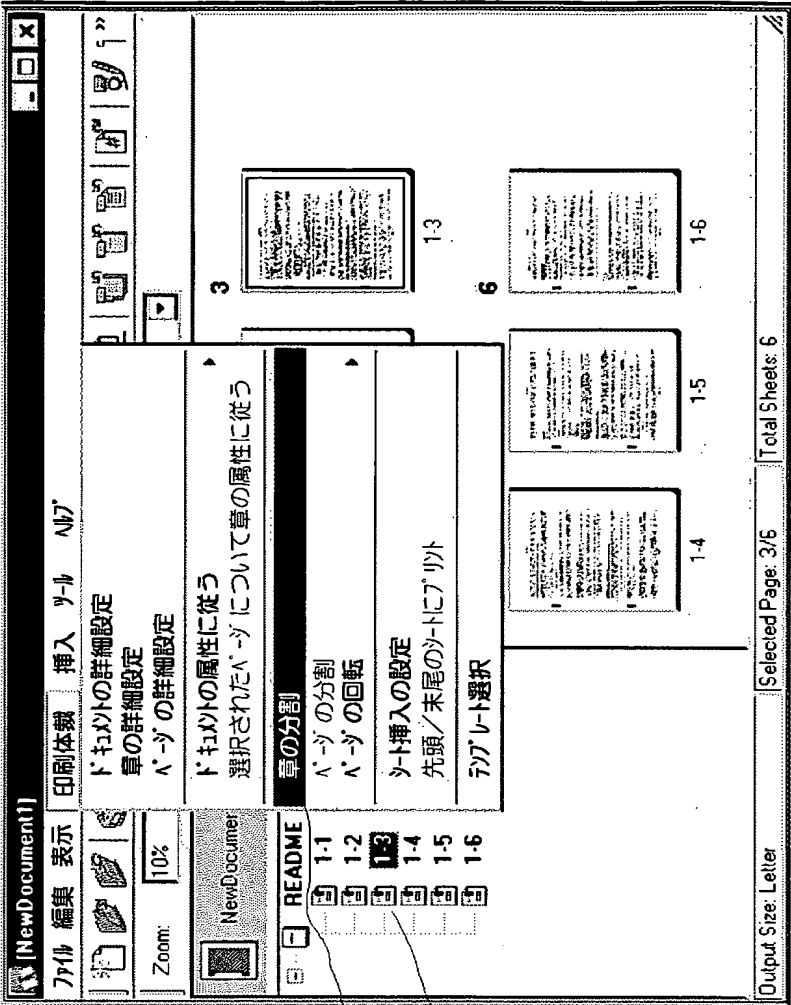 [NewDocument1]
ファイル 編集 表示 印刷体裁 挿入 ツール ヘルプ
Zoom: 10%
ドキュメントの詳細設定
章の詳細設定
ページの詳細設定
ドキュメントの属性に従う
選択されたページについて章の属性に従う
章の分割
ページの分割
ページの回転
シート挿入の設定
先頭/末尾のシートにプリント
テンプレート選択
NewDocumer
README
1-1
1-2
1-3
1-4
1-5
1-6
3
1-3
6
1-4
1-5
1-6
Output Size: Letter
Selected Page: 3/6
Total Sheets: 6